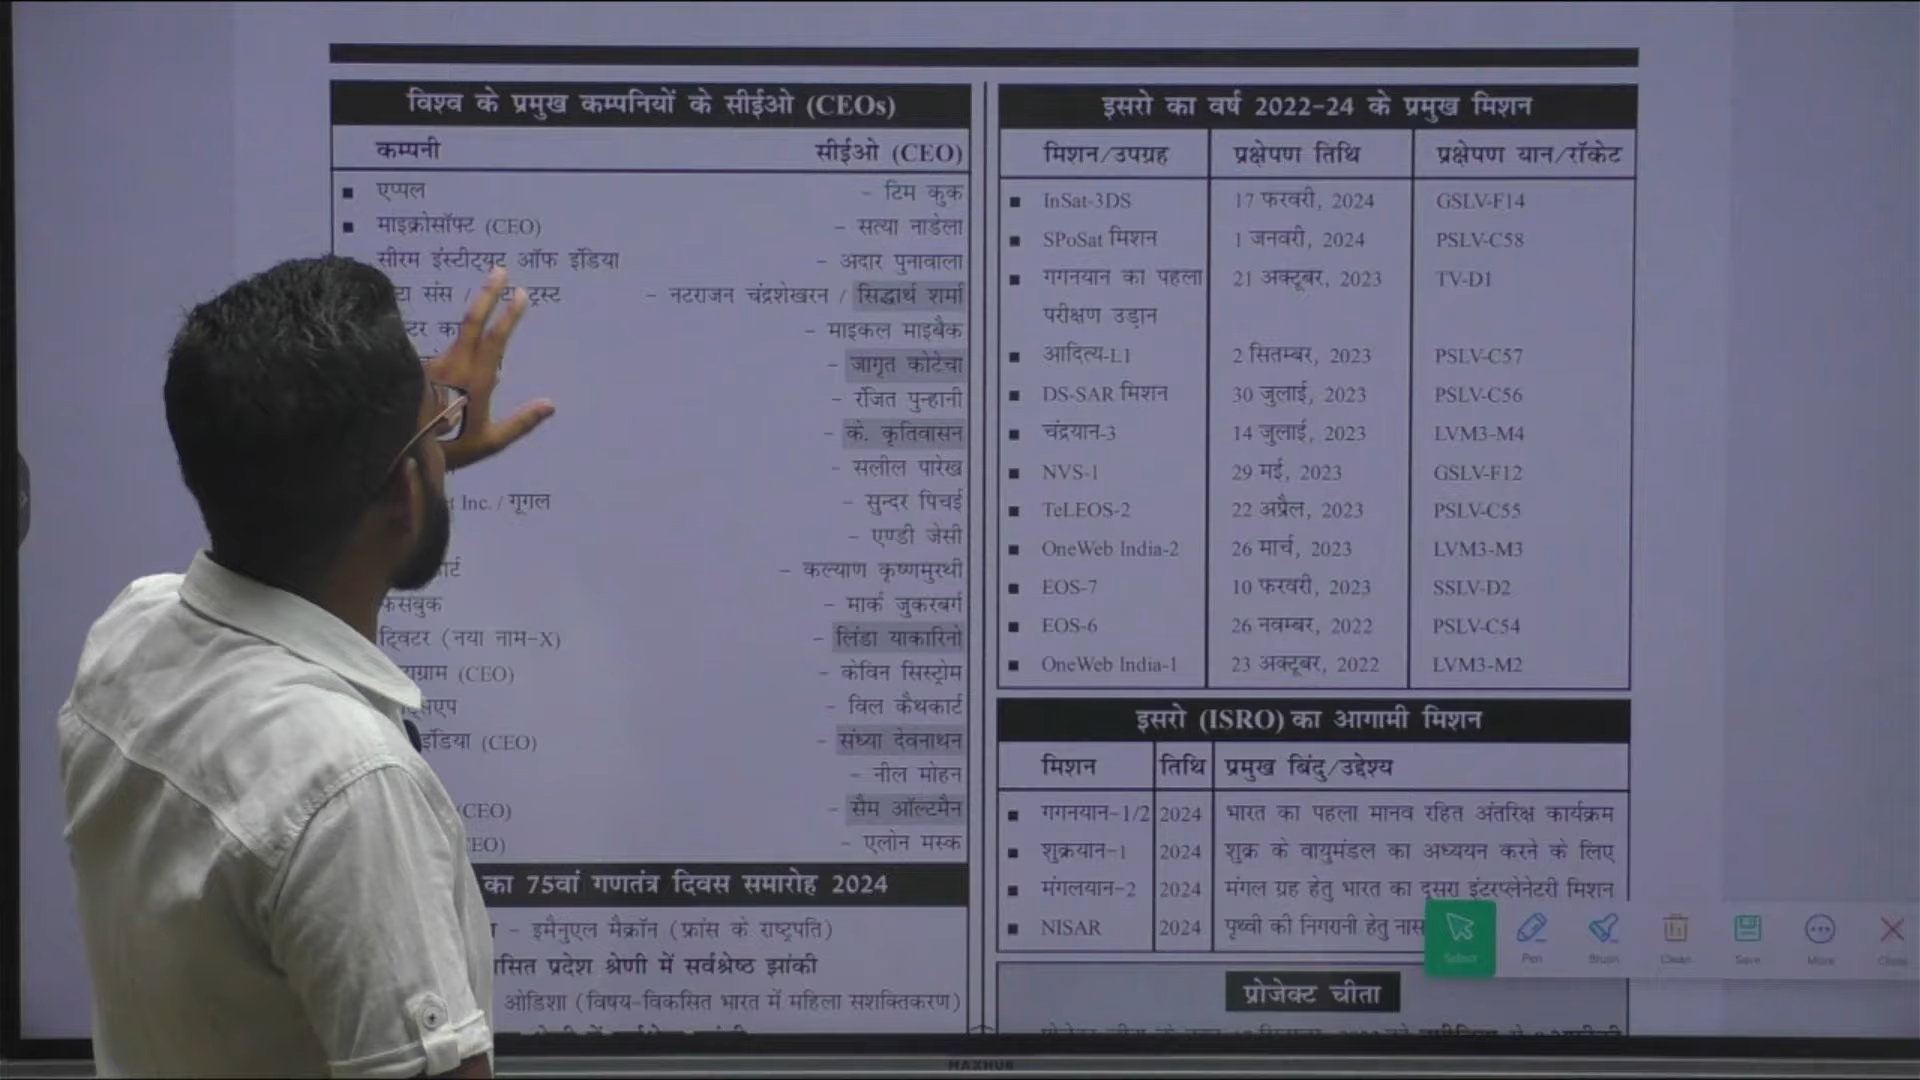 विश्व के प्रमुख कम्पनियों के सीईओ (CEOs)
कम्पनी सीईओ (CEO)
■ एप्पल – टिम कुक
■ माइक्रोसॉफ्ट (CEO) – सत्या नाडेला
सीरम इंस्टीट्यूट ऑफ इंडिया – अदार पुनावाला
संस / ट्रस्ट – नटराजन चंद्रशेखरन / सिद्धार्थ शर्मा
– माइकल माइबैक
– जागृत कोटेचा
– रंजित पुन्हानी
– के. कृतिवासन
– सलील पारेख
Inc. / गूगल – सुन्दर पिचई
– एण्डी जेसी
– कल्याण कृष्णमुरथी
फेसबुक – मार्क जुकरबर्ग
ट्विटर (नया नाम-X) – लिंडा याकारिनो
(CEO) – केविन सिस्ट्रोम
– विल कैथकार्ट
इंडिया (CEO) – संध्या देवनाथन
– नील मोहन
(CEO) – सैम ऑल्टमैन
– एलोन मस्क
का 75वां गणतंत्र दिवस समारोह 2024
– इमैनुएल मैक्रॉन (फ्रांस के राष्ट्रपति)
प्रदेश श्रेणी में सर्वश्रेष्ठ झांकी
ओडिशा (विषय-विकसित भारत में महिला सशक्तिकरण)
इसरो का वर्ष 2022-24 के प्रमुख मिशन
मिशन/उपग्रह प्रक्षेपण तिथि प्रक्षेपण यान/रॉकेट
■ InSat-3DS 17 फरवरी, 2024 GSLV-F14
■ SPoSat मिशन 1 जनवरी, 2024 PSLV-C58
■ गगनयान का पहला 21 अक्टूबर, 2023 TV-D1
परीक्षण उड़ान
■ आदित्य-L1 2 सितम्बर, 2023 PSLV-C57
■ DS-SAR मिशन 30 जुलाई, 2023 PSLV-C56
■ चंद्रयान-3 14 जुलाई, 2023 LVM3-M4
■ NVS-1 29 मई, 2023 GSLV-F12
■ TeLEOS-2 22 अप्रैल, 2023 PSLV-C55
■ OneWeb India-2 26 मार्च, 2023 LVM3-M3
■ EOS-7 10 फरवरी, 2023 SSLV-D2
■ EOS-6 26 नवम्बर, 2022 PSLV-C54
■ OneWeb India-1 23 अक्टूबर, 2022 LVM3-M2
इसरो (ISRO) का आगामी मिशन
मिशन तिथि प्रमुख बिंदु/उद्देश्य
■ गगनयान-1/2 2024 भारत का पहला मानव रहित अंतरिक्ष कार्यक्रम
■ शुक्रयान-1 2024 शुक्र के वायुमंडल का अध्ययन करने के लिए
■ मंगलयान-2 2024 मंगल ग्रह हेतु भारत का दूसरा इंटरप्लेनेटरी मिशन
■ NISAR 2024 पृथ्वी की निगरानी हेतु
प्रोजेक्ट चीता
Select Pen Brush Clean Save More Close
MAXHUB